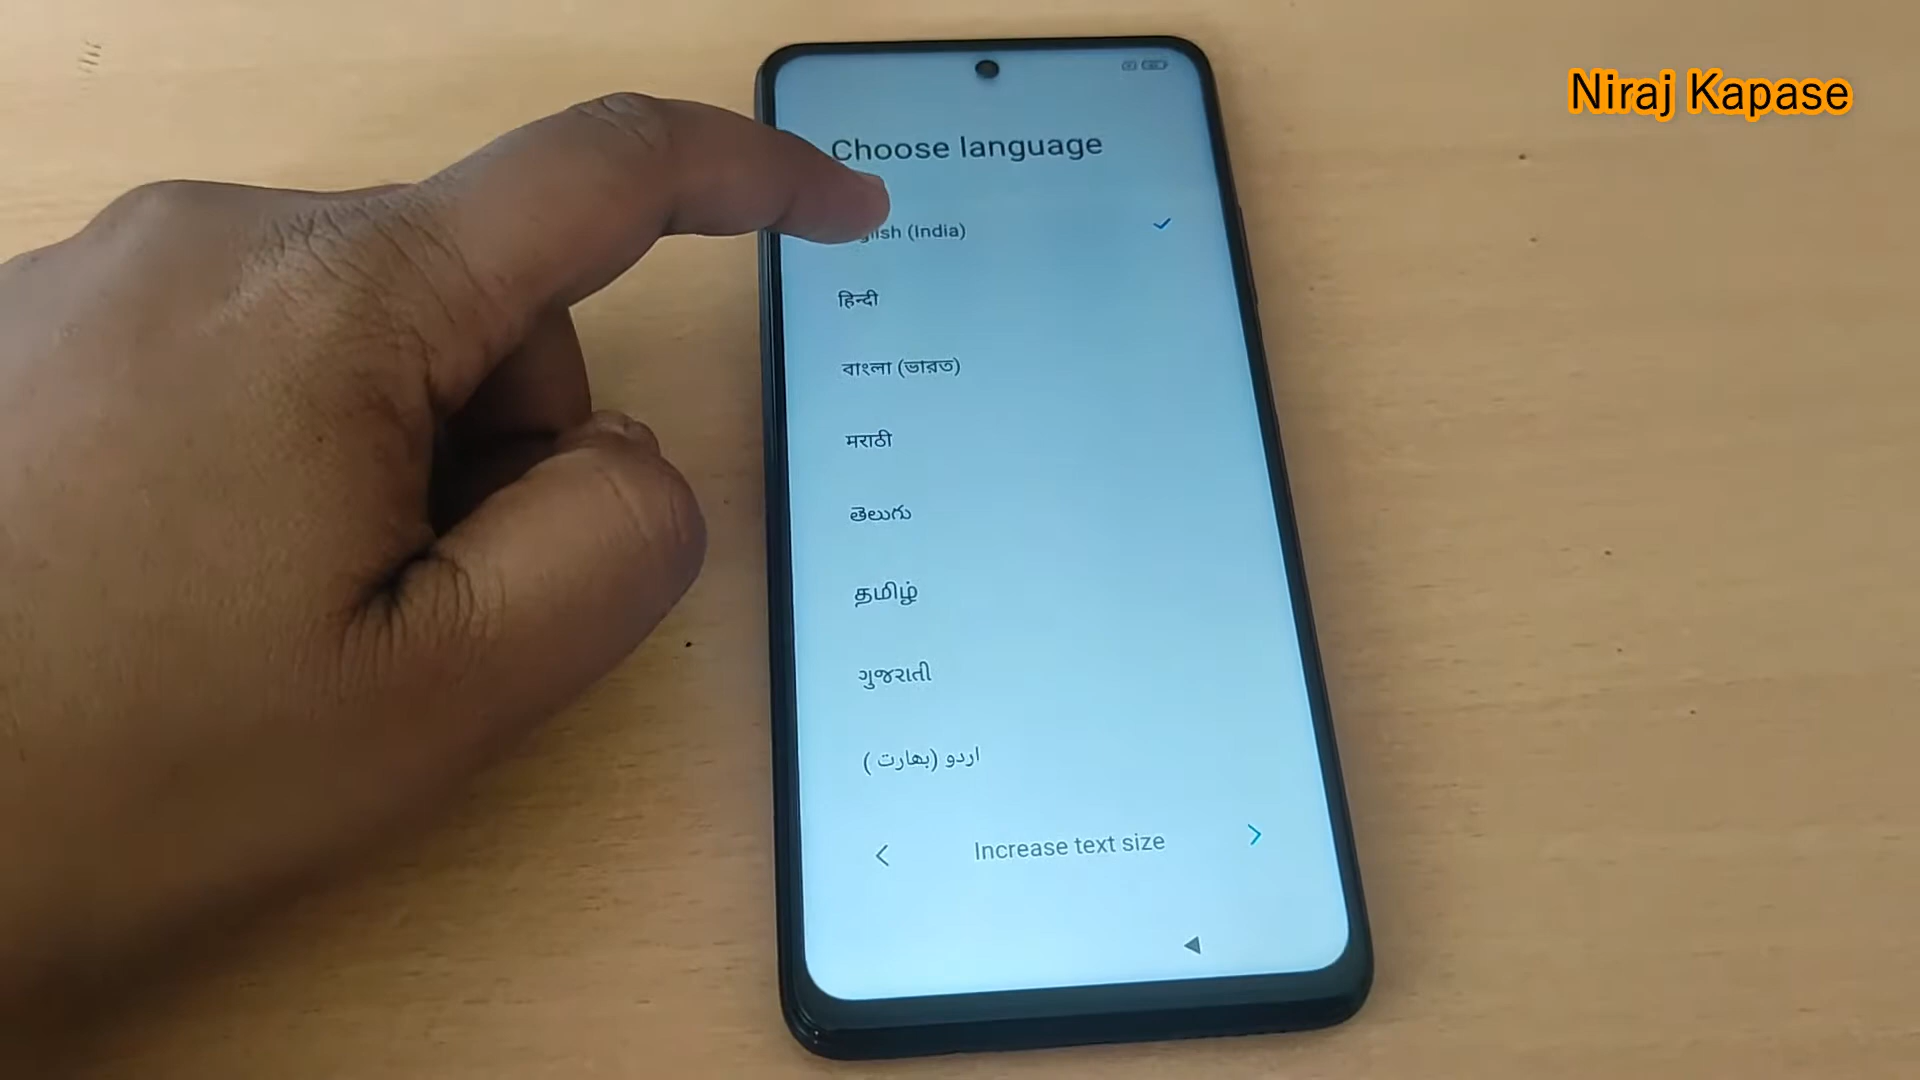 Niraj Kapase
Choose language
(India)
हिन्दी
বাংলা (ভারত)
मराठी
తెలుగు
தமிழ்
ગુજરાતી
اردو (بھارت )
Increase text size